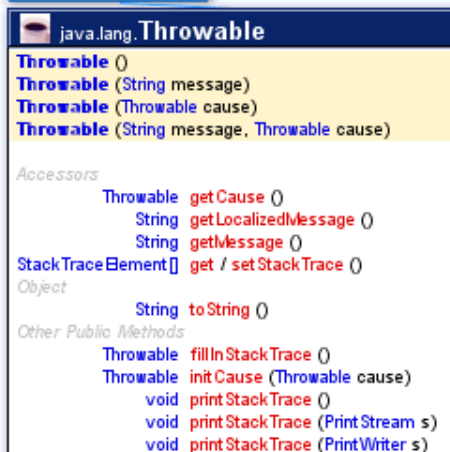 java.lang.Throwable
Throwable ()
Throwable (String message)
Throwable (Throwable cause)
Throwable (String message, Throwable cause)
Accessors
Throwable getCause ()
String getLocalizedMessage ()
String getMessage ()
StackTraceElement[] get / setStackTrace ()
Object
String toString ()
Other Public Methods
Throwable fillInStackTrace ()
Throwable initCause (Throwable cause)
void printStackTrace ()
void printStackTrace (PrintStream s)
void printStackTrace (PrintWriter s)